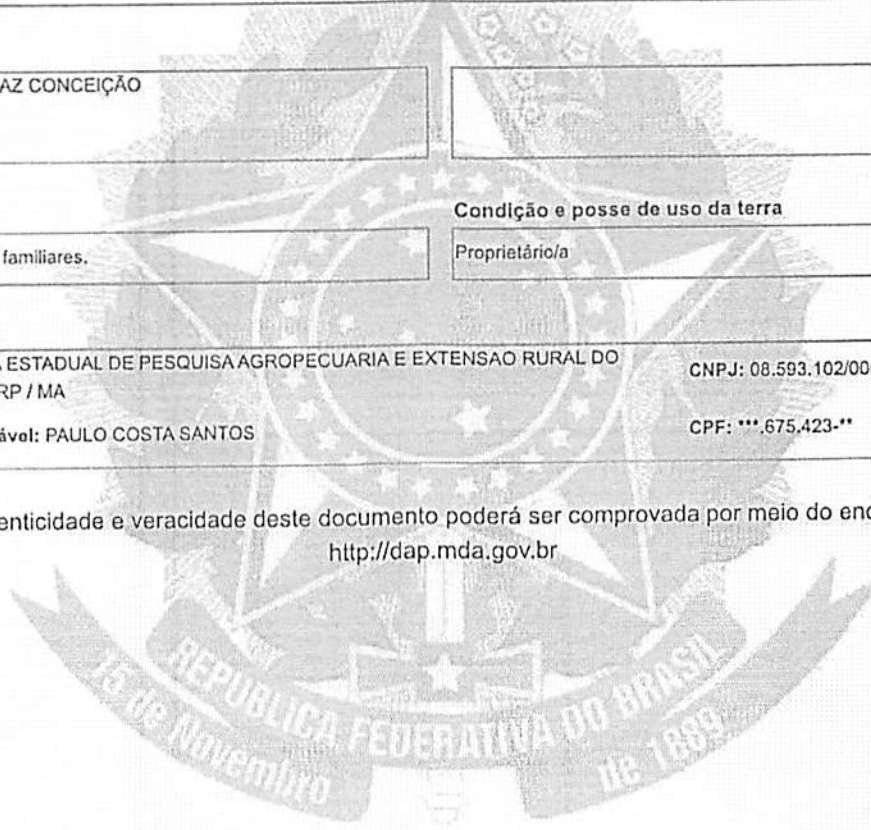 AZ CONCEIÇÃO
Condição e posse de uso da terra
familiares.
Proprietário/a
ESTADUAL DE PESQUISA AGROPECUARIA E EXTENSAO RURAL DO
RP / MA
CNPJ: 08.593.102/00
ável: PAULO COSTA SANTOS
CPF: ***.675.423-**
enticidade e veracidade deste documento poderá ser comprovada por meio do en
http://dap.mda.gov.br
REPUBLICA FEDERATIVA DO BRASIL
15 de Novembro
de 1889